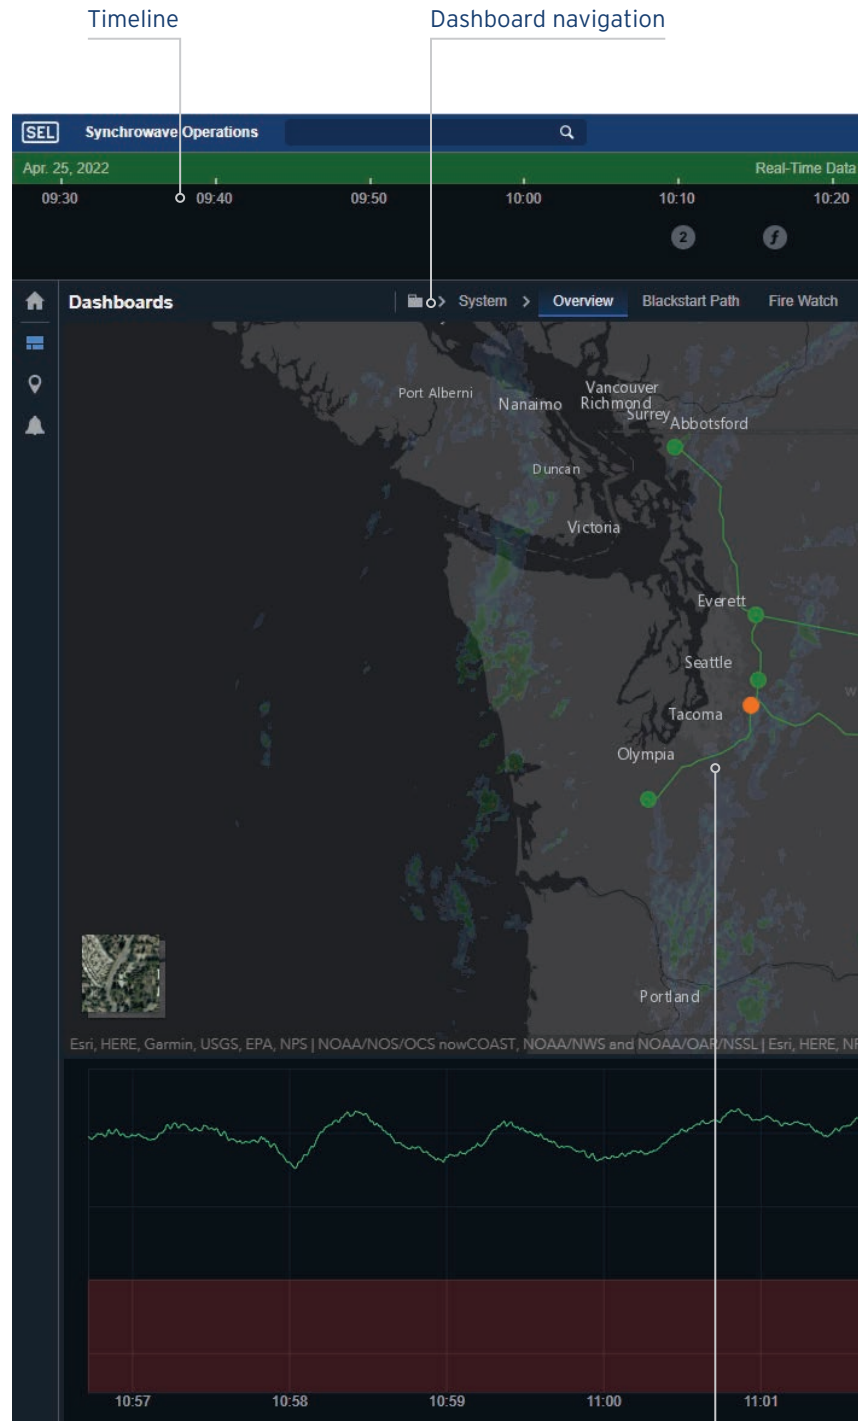 Timeline Dashboard navigation
SEL Synchrowave Operations
Apr. 25, 2022 Real-Time Data
09:30 09:40 09:50 10:00 10:10 10:20
2 f
Dashboards System Overview Blackstart Path Fire Watch
Port Alberni
Nanaimo
Vancouver
Richmond
Surrey
Abbotsford
Duncan
Victoria
Everett
Seattle
W
Tacoma
Olympia
Portland
Esri, HERE, Garmin, USGS, EPA, NPS | NOAA/NOS/OCS nowCOAST, NOAA/NWS and NOAA/OAR/NSSL | Esri, HERE, NP
10:57 10:58 10:59 11:00 11:01